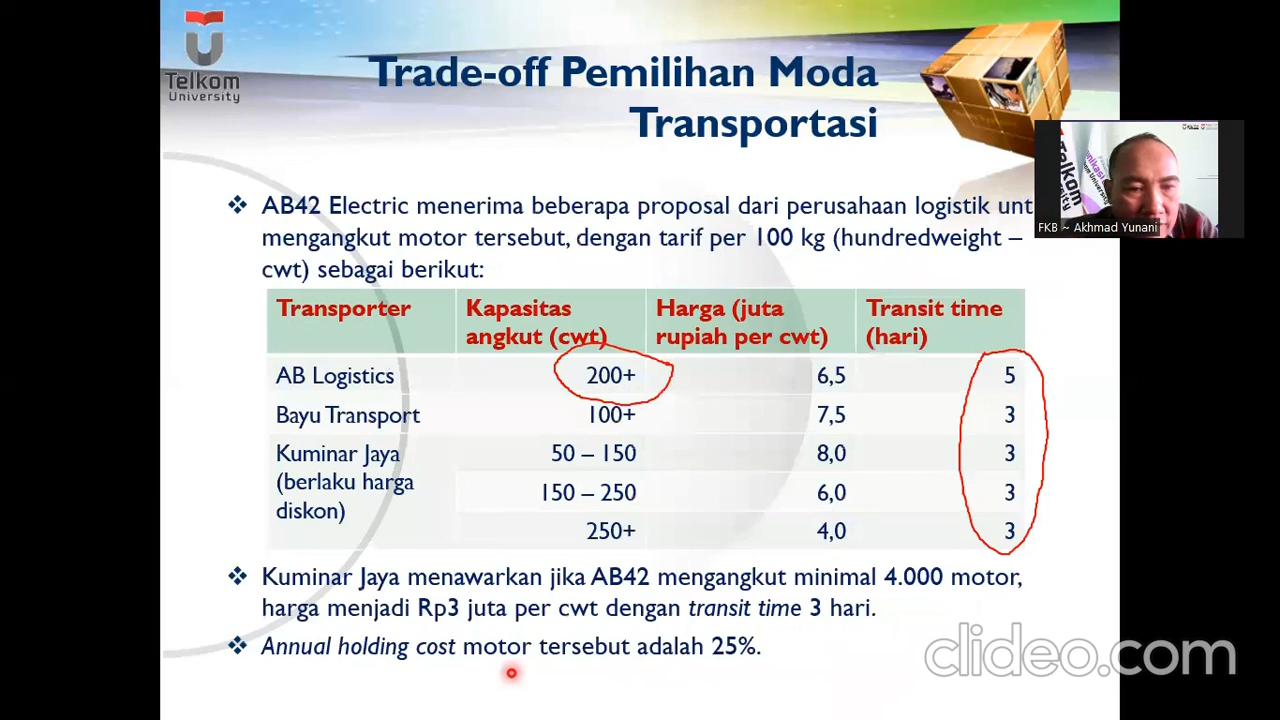 Telkom
University
Trade-off Pemilihan Moda
Transportasi
❖ AB42 Electric menerima beberapa proposal dari perusahaan logistik unt
mengangkut motor tersebut, dengan tarif per 100 kg (hundredweight –
cwt) sebagai berikut:
Transporter Kapasitas angkut (cwt) Harga (juta rupiah per cwt) Transit time (hari)
AB Logistics 200+ 6,5 5
Bayu Transport 100+ 7,5 3
Kuminar Jaya (berlaku harga diskon) 50 – 150 8,0 3
150 – 250 6,0 3
250+ 4,0 3
❖ Kuminar Jaya menawarkan jika AB42 mengangkut minimal 4.000 motor,
harga menjadi Rp3 juta per cwt dengan transit time 3 hari.
❖ Annual holding cost motor tersebut adalah 25%.
FKB ~ Akhmad Yunani
clideo.com